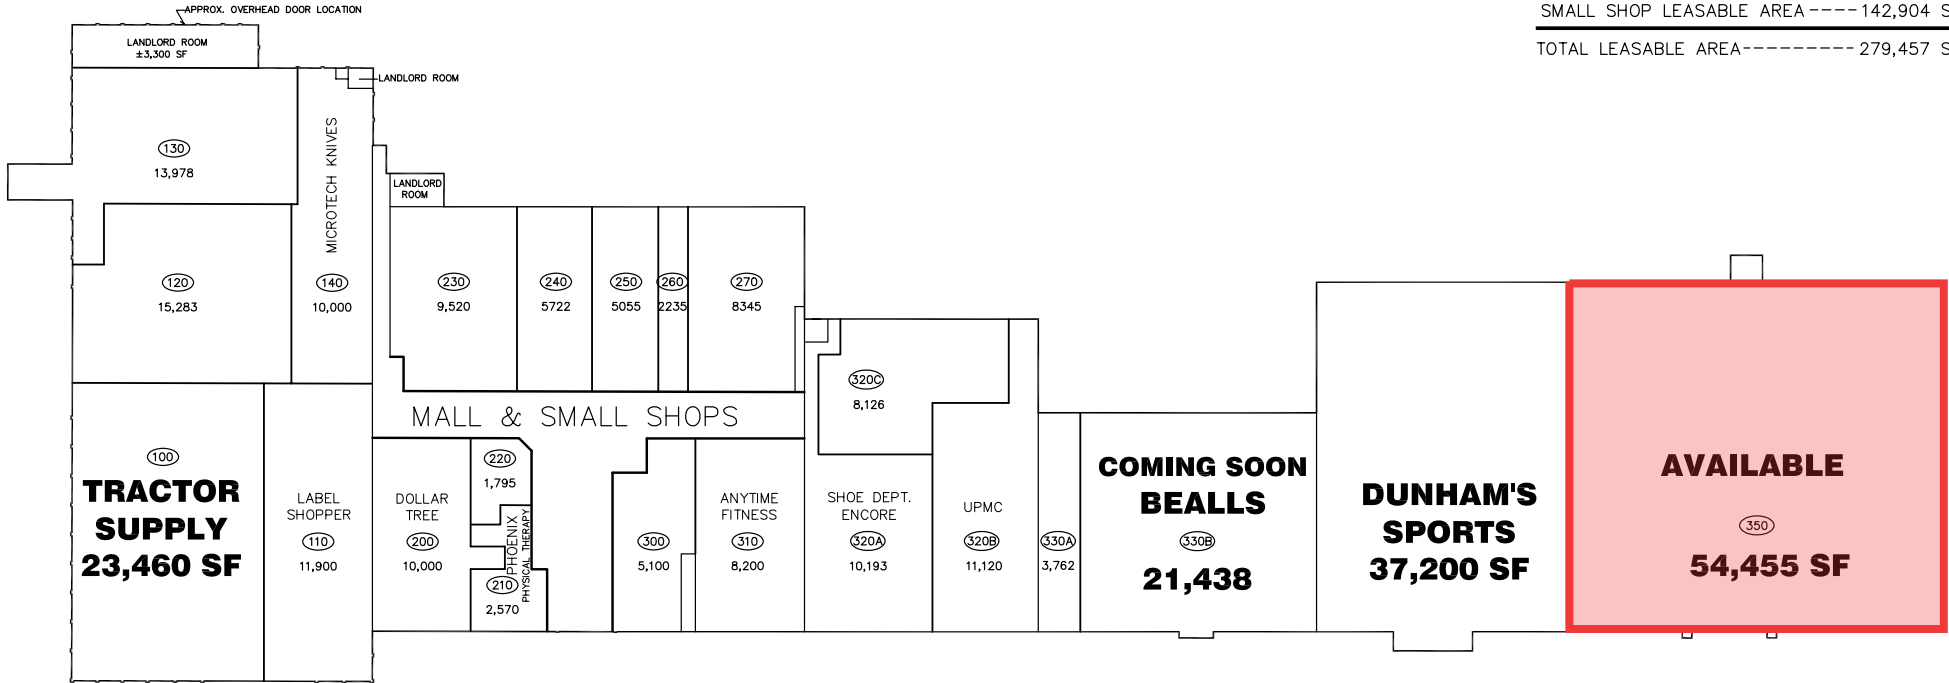 APPROX. OVERHEAD DOOR LOCATION
SMALL SHOP LEASABLE AREA ---- 142,904 S
TOTAL LEASABLE AREA --------- 279,457 S
LANDLORD ROOM
±3,300 SF
LANDLORD ROOM
130
13,978
MICROTECH KNIVES
140
10,000
120
15,283
LANDLORD
ROOM
230
9,520
240
5722
250
5055
260
2235
270
8345
320C
8,126
MALL & SMALL SHOPS
100
TRACTOR
SUPPLY
23,460 SF
LABEL
SHOPPER
110
11,900
DOLLAR
TREE
200
10,000
220
1,795
PHOENIX
PHYSICAL THERAPY
210
2,570
300
5,100
ANYTIME
FITNESS
310
8,200
SHOE DEPT.
ENCORE
320A
10,193
UPMC
320B
11,120
330A
3,762
COMING SOON
BEALLS
330B
21,438
DUNHAM'S
SPORTS
37,200 SF
AVAILABLE
350
54,455 SF